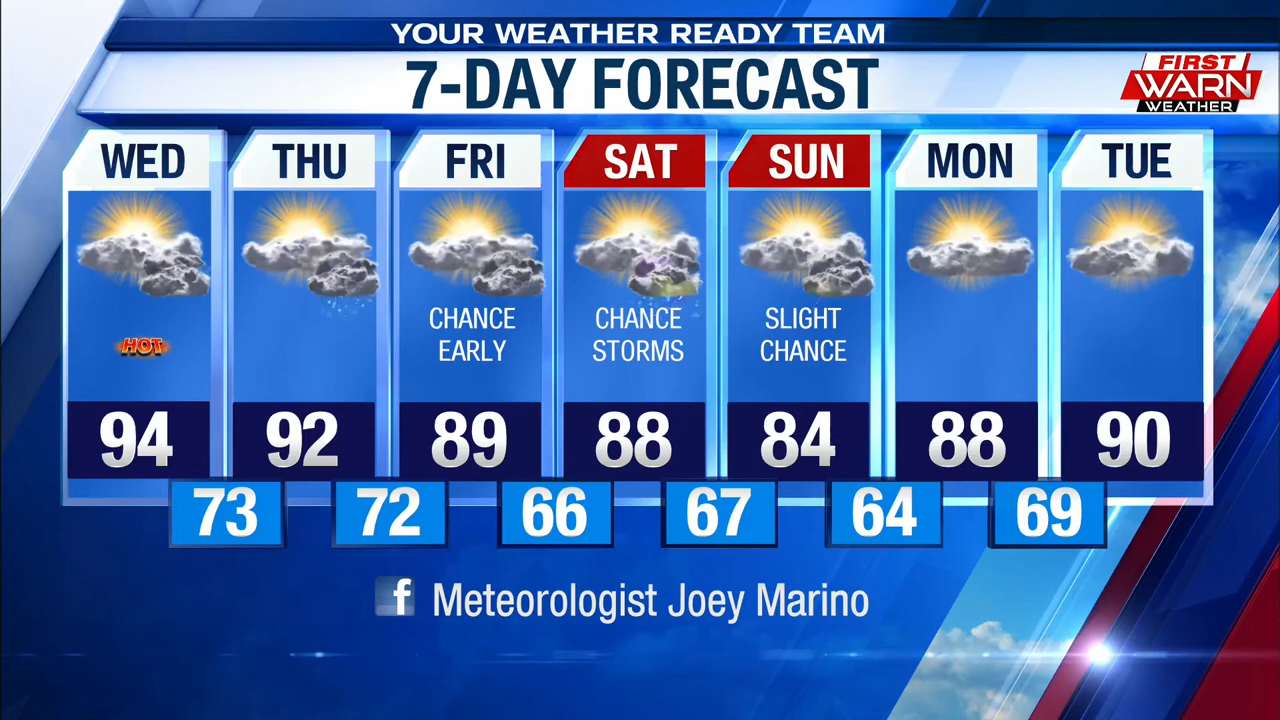 YOUR WEATHER READY TEAM
7-DAY FORECAST
FIRST
WARN
WEATHER
WED THU FRI SAT SUN MON TUE
CHANCE CHANCE SLIGHT
HOT EARLY STORMS CHANCE
94 92 89 88 84 88 90
73 72 66 67 64 69
f Meteorologist Joey Marino